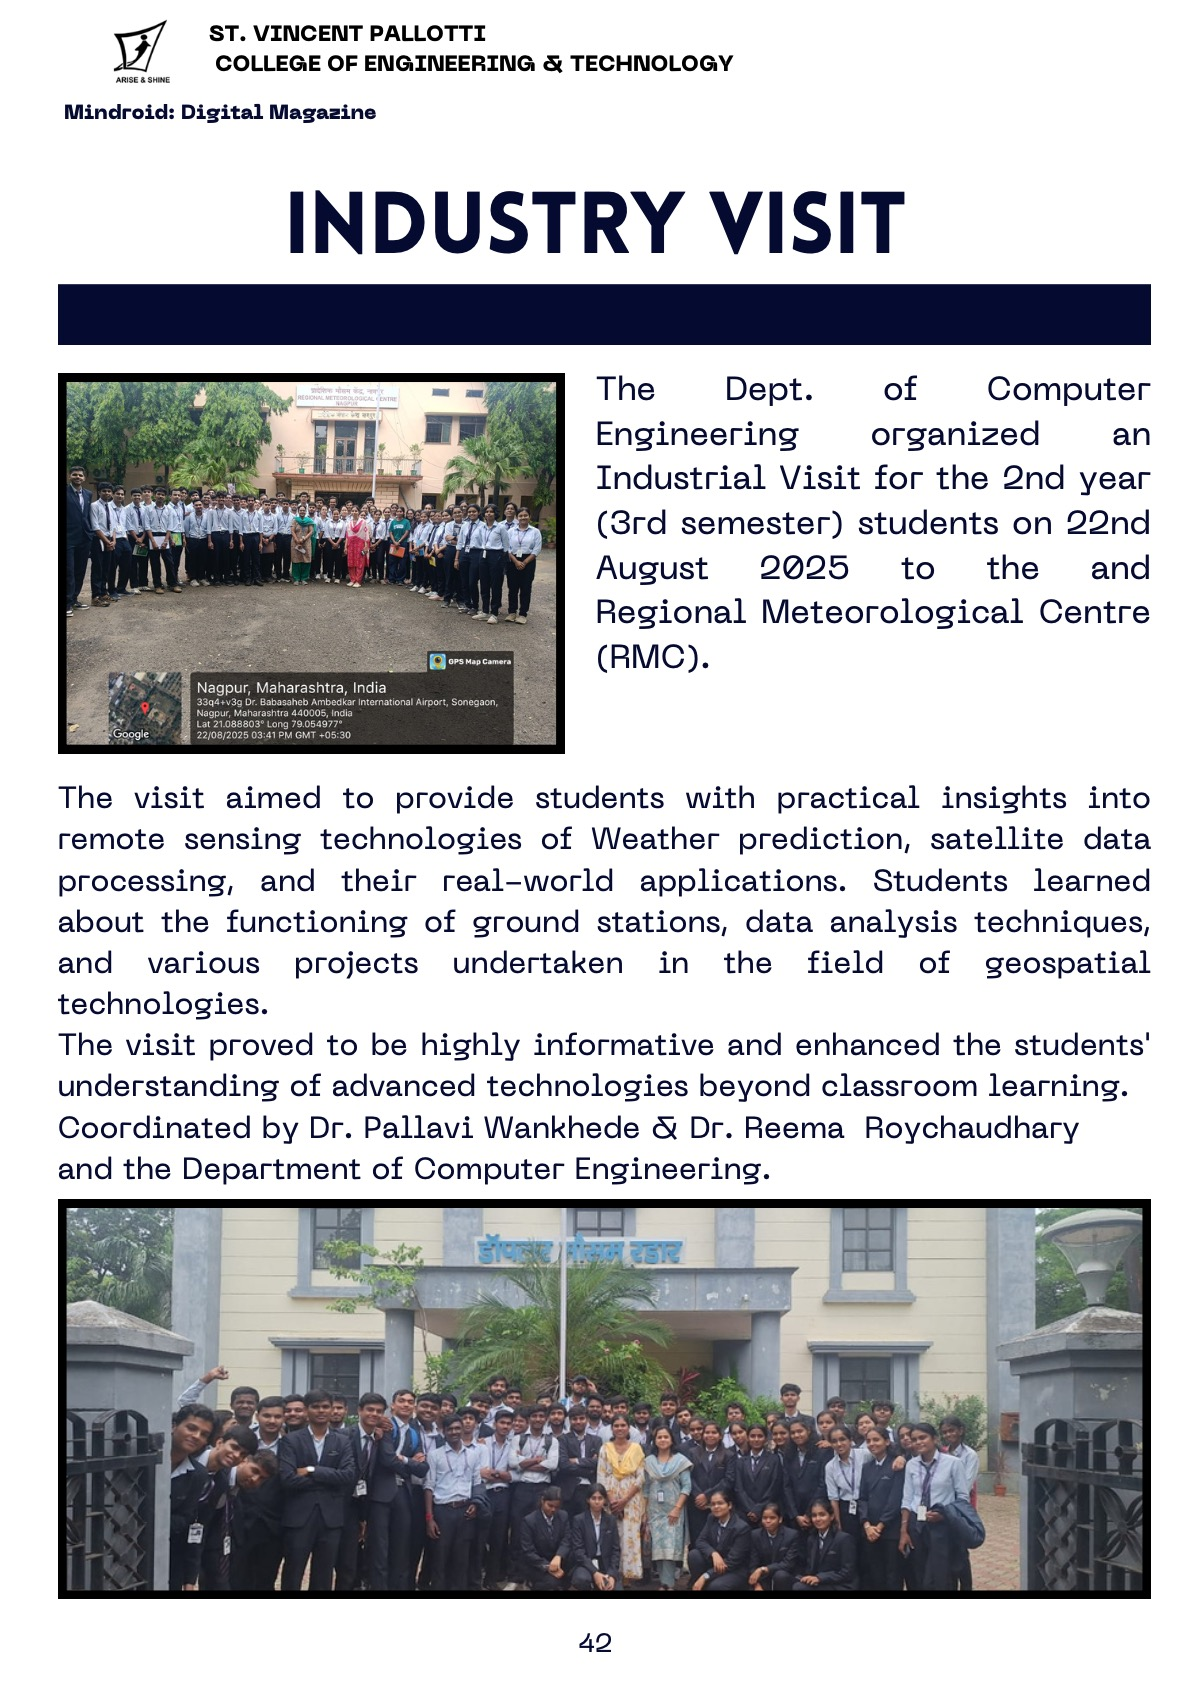 ARISE & SHINE
ST. VINCENT PALLOTTI
COLLEGE OF ENGINEERING & TECHNOLOGY
Mindroid: Digital Magazine
INDUSTRY VISIT
REGIONAL METEOROLOGICAL CENTRE
NAGPUR
GPS Map Camera
Google
Nagpur, Maharashtra, India
33q4+v3g Dr. Babasaheb Ambedkar International Airport, Sonegaon,
Nagpur, Maharashtra 440005, India
Lat 21.088803° Long 79.054977°
22/08/2025 03:41 PM GMT +05:30
The Dept. of Computer
Engineering organized an
Industrial Visit for the 2nd year
(3rd semester) students on 22nd
August 2025 to the and
Regional Meteorological Centre
(RMC).
The visit aimed to provide students with practical insights into
remote sensing technologies of Weather prediction, satellite data
processing, and their real-world applications. Students learned
about the functioning of ground stations, data analysis techniques,
and various projects undertaken in the field of geospatial
technologies.
The visit proved to be highly informative and enhanced the students'
understanding of advanced technologies beyond classroom learning.
Coordinated by Dr. Pallavi Wankhede & Dr. Reema Roychaudhary
and the Department of Computer Engineering.
रडार
42